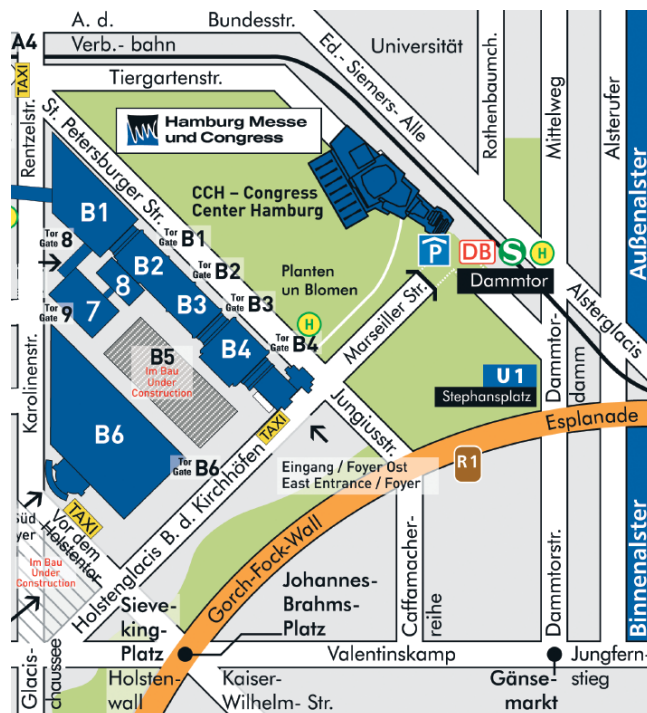 A. d.
Verb.- bahn
Bundesstr.
A4
TAXI
Rentzelstr.
Tiergartenstr.
Universität
Ed.- Siemers- Alle
Rothenbaumch.
Mittelweg
Alsterufer
Außenalster
St. Petersburger Str.
Hamburg Messe
und Congress
CCH – Congress
Center Hamburg
Planten
un Blomen
P
DB
S
H
Dammtor
Alsterglacis
Marseiller Str.
B1
B2
B3
B4
7
8
Tor
Gate 8
Tor
Gate B1
Tor
Gate B2
Tor
Gate B3
Tor
Gate B4
Tor
Gate 9
H
B5
Im Bau
Under
Construction
Karolinenstr.
B6
Tor
Gate B6
TAXI
U1
Stephansplatz
Dammtor-
damm
Jungiusstr.
Esplanade
R1
Eingang / Foyer Ost
East Entrance / Foyer
TAXI
Süd
yer
Im Bau
Under
Construction
Vor dem
Holstentor
Holstenglacis B. d. Kirchhöfen
Gorch-Fock-Wall
Caffamacher-
reihe
Dammtorstr.
Binnenalster
Sieve-
king-
Platz
Johannes-
Brahms-
Platz
Glacis-
chaussee
Holsten-
wall
Kaiser-
Wilhelm- Str.
Valentinskamp
Gänse-
markt
Jungfern-
stieg